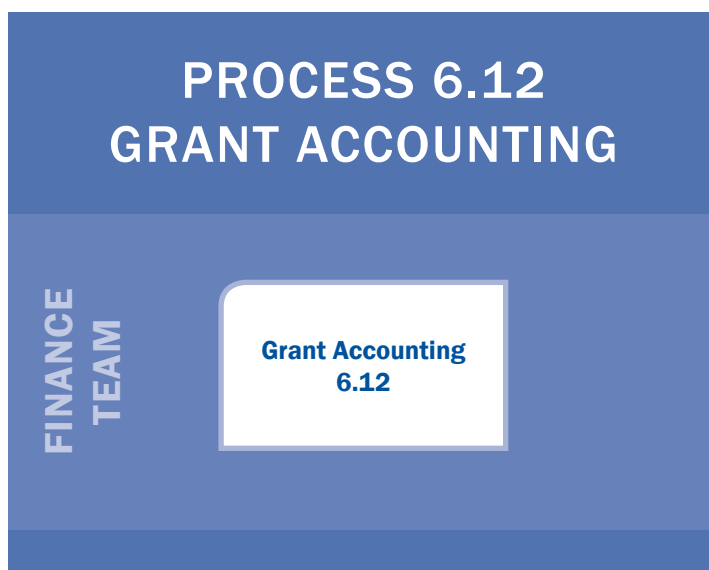 PROCESS 6.12
GRANT ACCOUNTING
FINANCE
TEAM
Grant Accounting
6.12